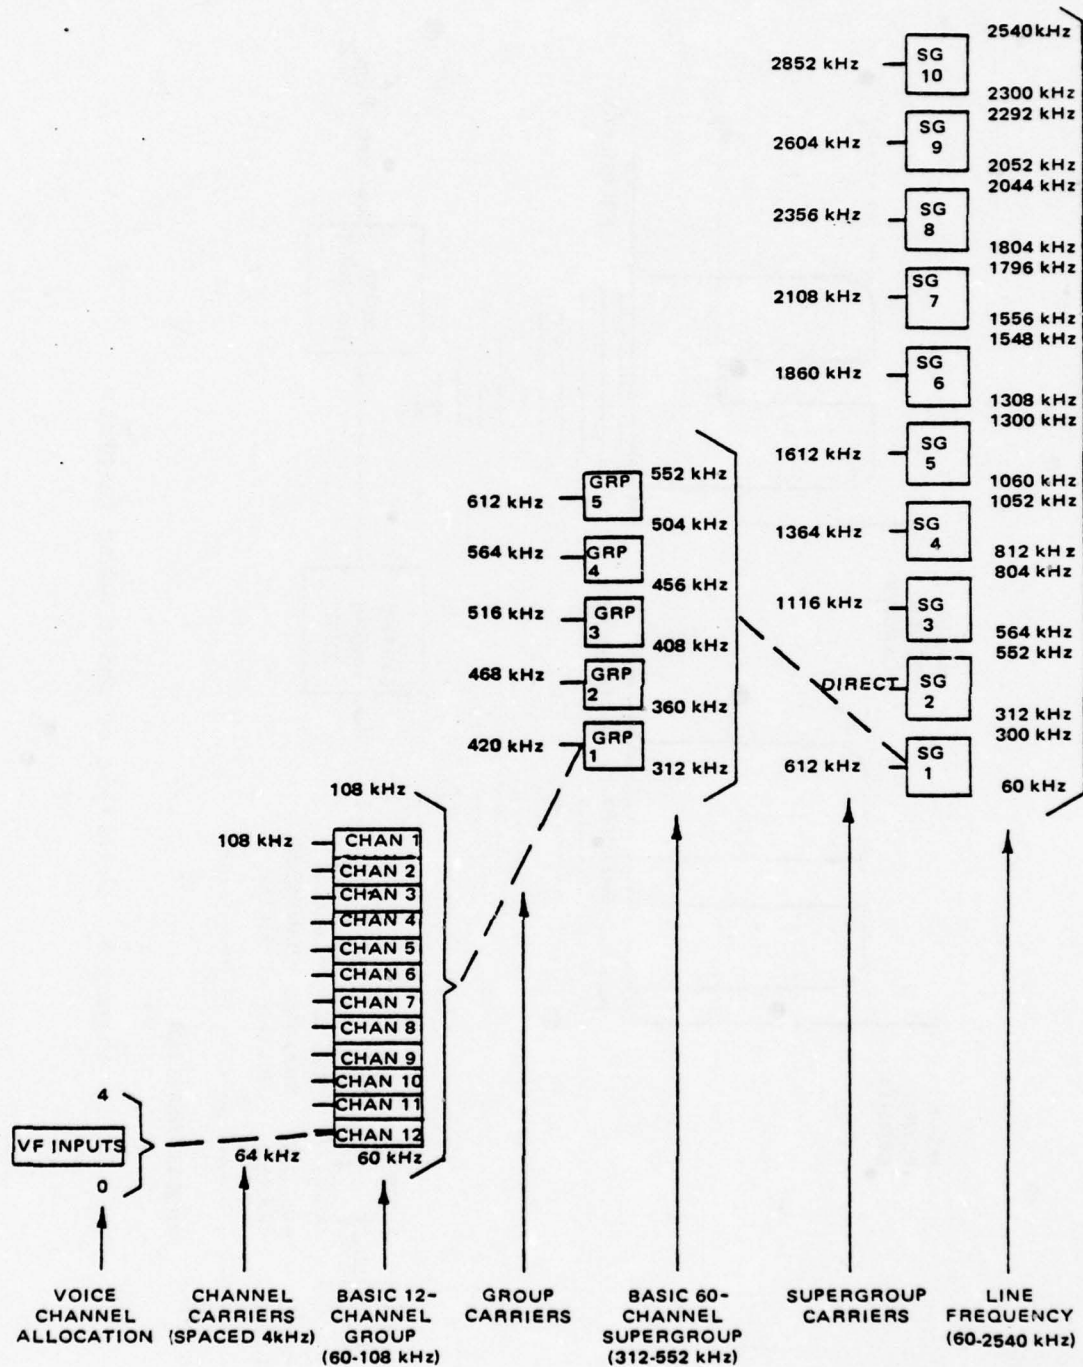 2540 kHz
2852 kHz
SG
10
2300 kHz
2292 kHz
2604 kHz
SG
9
2052 kHz
2044 kHz
2356 kHz
SG
8
1804 kHz
1796 kHz
2108 kHz
SG
7
1556 kHz
1548 kHz
1860 kHz
SG
6
1308 kHz
1300 kHz
1612 kHz
SG
5
1060 kHz
1052 kHz
1364 kHz
SG
4
812 kHz
804 kHz
1116 kHz
SG
3
564 kHz
552 kHz
DIRECT
SG
2
312 kHz
300 kHz
612 kHz
SG
1
60 kHz
552 kHz
612 kHz
GRP
5
504 kHz
564 kHz
GRP
4
456 kHz
516 kHz
GRP
3
408 kHz
468 kHz
GRP
2
360 kHz
420 kHz
GRP
1
312 kHz
108 kHz
108 kHz
CHAN 1
CHAN 2
CHAN 3
CHAN 4
CHAN 5
CHAN 6
CHAN 7
CHAN 8
CHAN 9
CHAN 10
CHAN 11
CHAN 12
60 kHz
64 kHz
4
VF INPUTS
0
VOICE
CHANNEL
ALLOCATION
CHANNEL
CARRIERS
(SPACED 4kHz)
BASIC 12-
CHANNEL
GROUP
(60-108 kHz)
GROUP
CARRIERS
BASIC 60-
CHANNEL
SUPERGROUP
(312-552 kHz)
SUPERGROUP
CARRIERS
LINE
FREQUENCY
(60-2540 kHz)